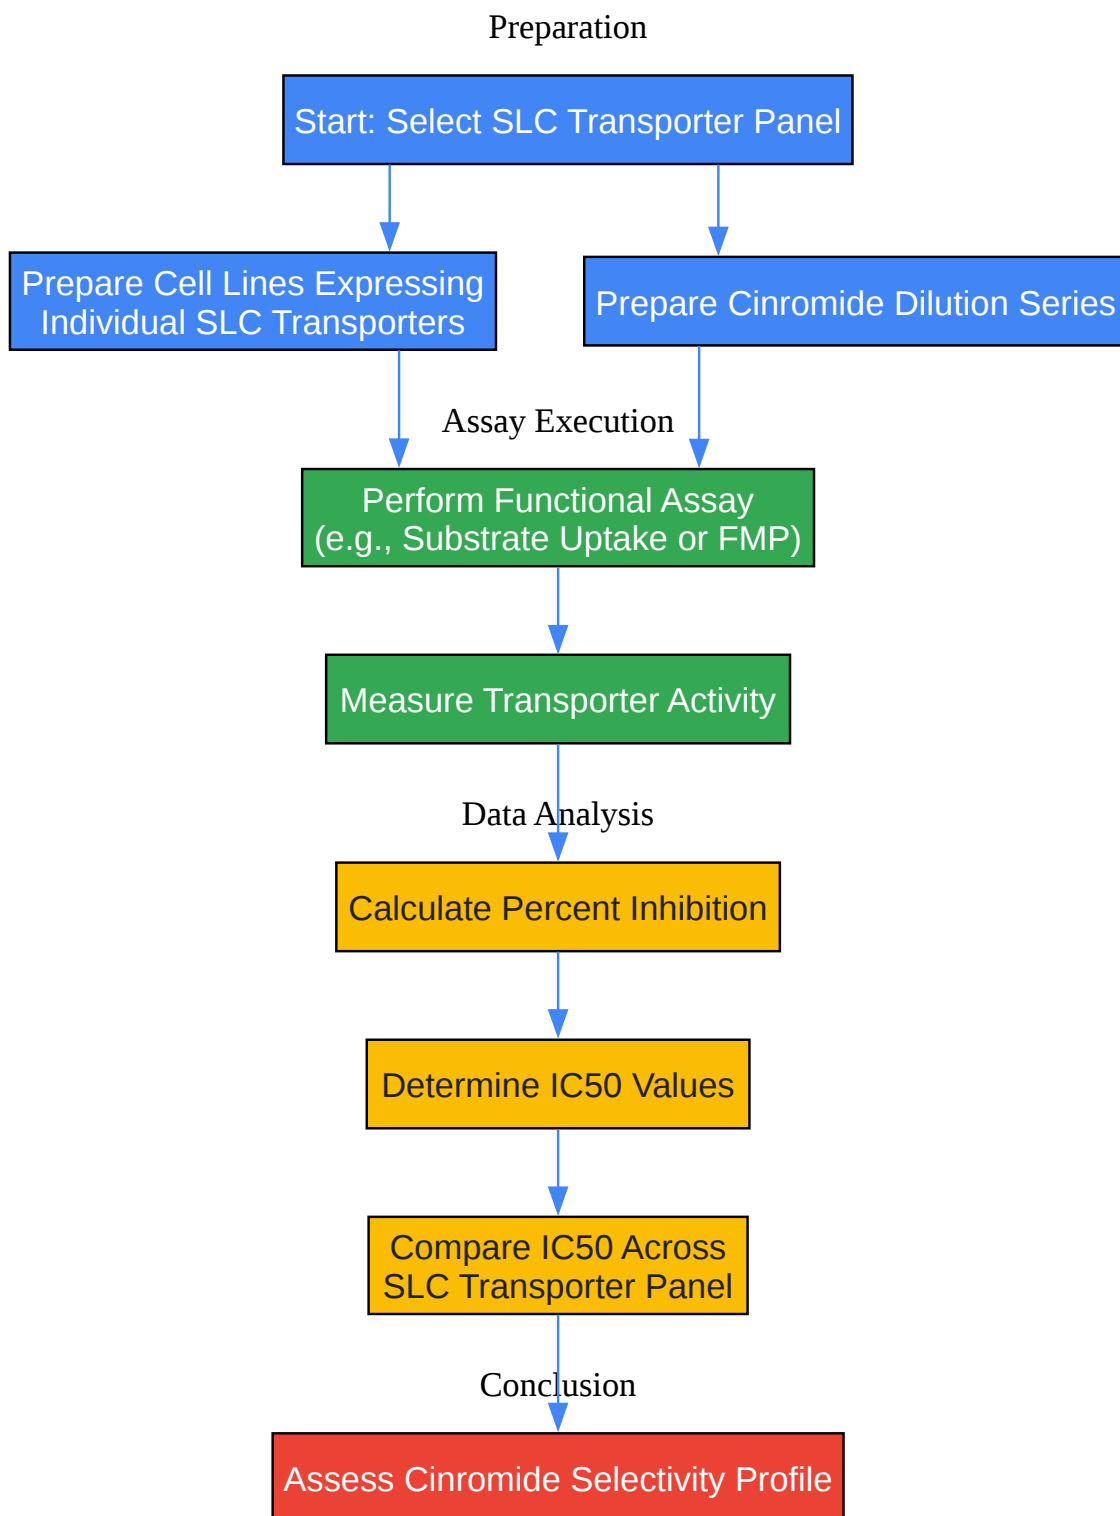 Preparation
Start: Select SLC Transporter Panel
Prepare Cell Lines Expressing
Individual SLC Transporters
Prepare Cinromide Dilution Series
Assay Execution
Perform Functional Assay
(e.g., Substrate Uptake or FMP)
Measure Transporter Activity
Data Analysis
Calculate Percent Inhibition
Determine IC50 Values
Compare IC50 Across
SLC Transporter Panel
Conclusion
Assess Cinromide Selectivity Profile